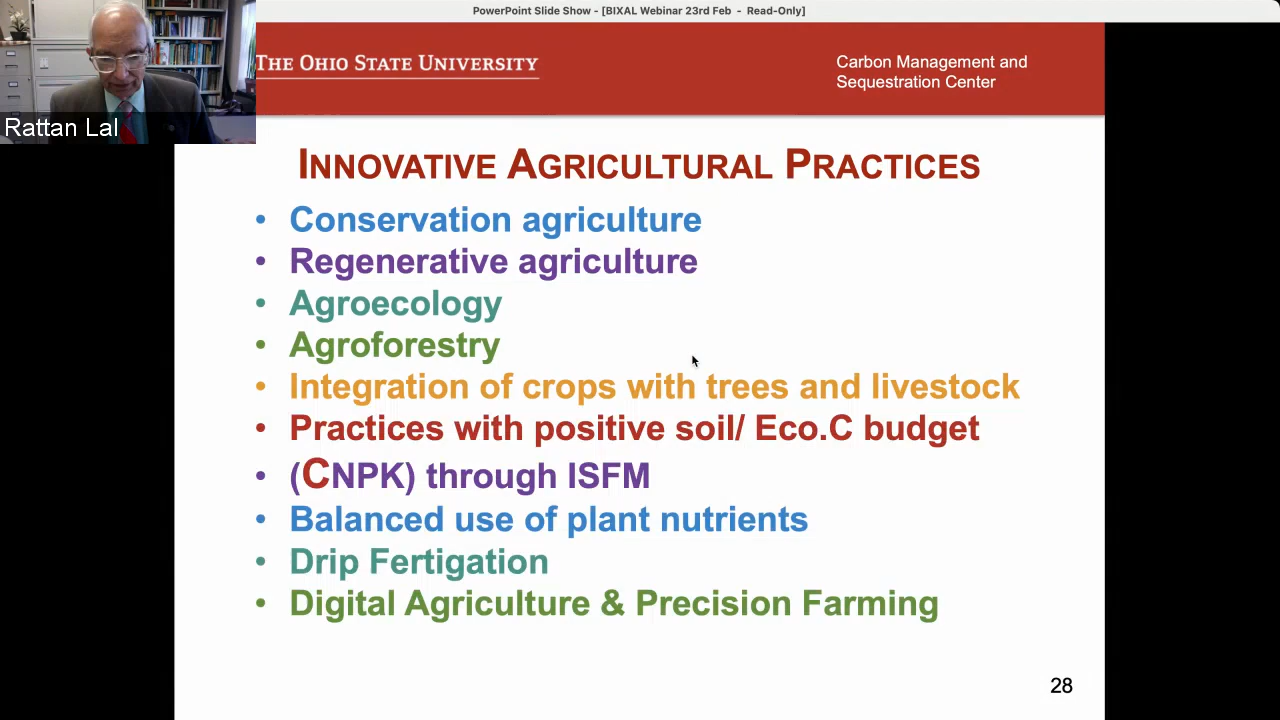 PowerPoint Slide Show - [BIXAL Webinar 23rd Feb - Read-Only]
THE OHIO STATE UNIVERSITY
Carbon Management and
Sequestration Center
Rattan Lal
INNOVATIVE AGRICULTURAL PRACTICES
• Conservation agriculture
• Regenerative agriculture
• Agroecology
• Agroforestry
• Integration of crops with trees and livestock
• Practices with positive soil/ Eco.C budget
• (CNPK) through ISFM
• Balanced use of plant nutrients
• Drip Fertigation
• Digital Agriculture & Precision Farming
28